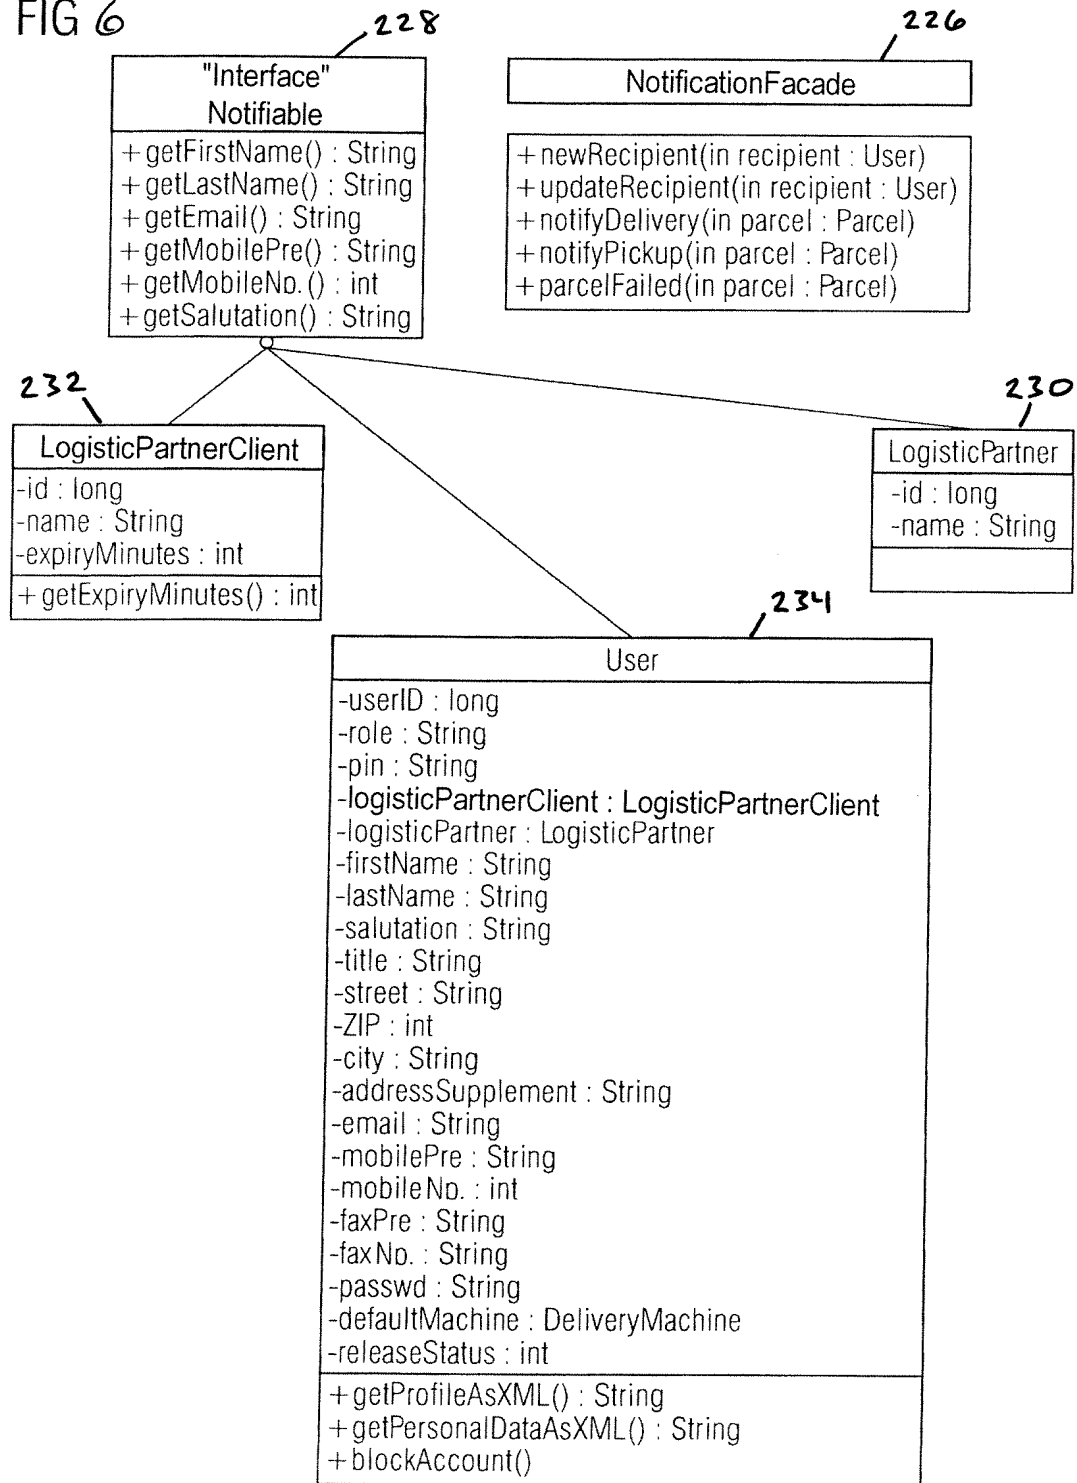 FIG 6
228
226
"Interface"
Notifiable
+getFirstName() : String
+getLastName() : String
+getEmail() : String
+getMobilePre() : String
+getMobileNo.() : int
+getSalutation() : String
NotificationFacade
+newRecipient(in recipient : User)
+updateRecipient(in recipient : User)
+notifyDelivery(in parcel : Parcel)
+notifyPickup(in parcel : Parcel)
+parcelFailed(in parcel : Parcel)
232
230
LogisticPartnerClient
-id : long
-name : String
-expiryMinutes : int
+getExpiryMinutes() : int
LogisticPartner
-id : long
-name : String
234
User
-userID : long
-role : String
-pin : String
-logisticPartnerClient : LogisticPartnerClient
-logisticPartner : LogisticPartner
-firstName : String
-lastName : String
-salutation : String
-title : String
-street : String
-ZIP : int
-city : String
-addressSupplement : String
-email : String
-mobilePre : String
-mobileNo. : int
-faxPre : String
-faxNo. : String
-passwd : String
-defaultMachine : DeliveryMachine
-releaseStatus : int
+getProfileAsXML() : String
+getPersonalDataAsXML() : String
+blockAccount()